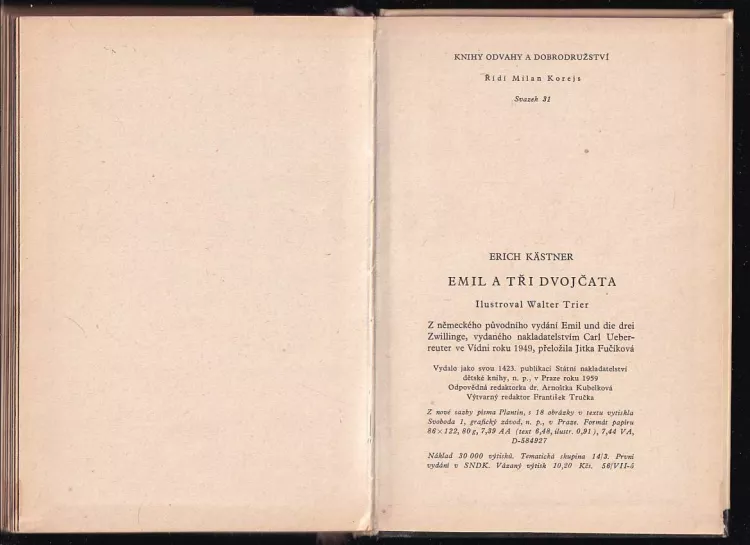 KNIHY ODVAHY A DOBRODRUŽSTVÍ
Řídí Milan Korejs
Svazek 31
ERICH KÄSTNER
EMIL A TŘI DVOJČATA
Ilustroval Walter Trier
Z německého původního vydání Emil und die drei
Zwillinge, vydaného nakladatelstvím Carl Ueber-
reuter ve Vídni roku 1949, přeložila Jitka Fučíková
Vydalo jako svou 1423. publikaci Státní nakladatelství
dětské knihy, n. p., v Praze roku 1959
Odpovědná redaktorka dr. Arnoštka Kubelková
Výtvarný redaktor František Tručka
Z nové sazby písma Plantin, s 18 obrázky v textu vytiskla
Svoboda 1, grafický závod, n. p., v Praze. Formát papíru
86×122, 80 g, 7,39 AA (text 6,48, ilustr. 0,91), 7,44 VA,
D-584927
Náklad 30 000 výtisků. Tematická skupina 14/3. První
vydání v SNDK. Vázaný výtisk 10,20 Kčs. 56/VII-5